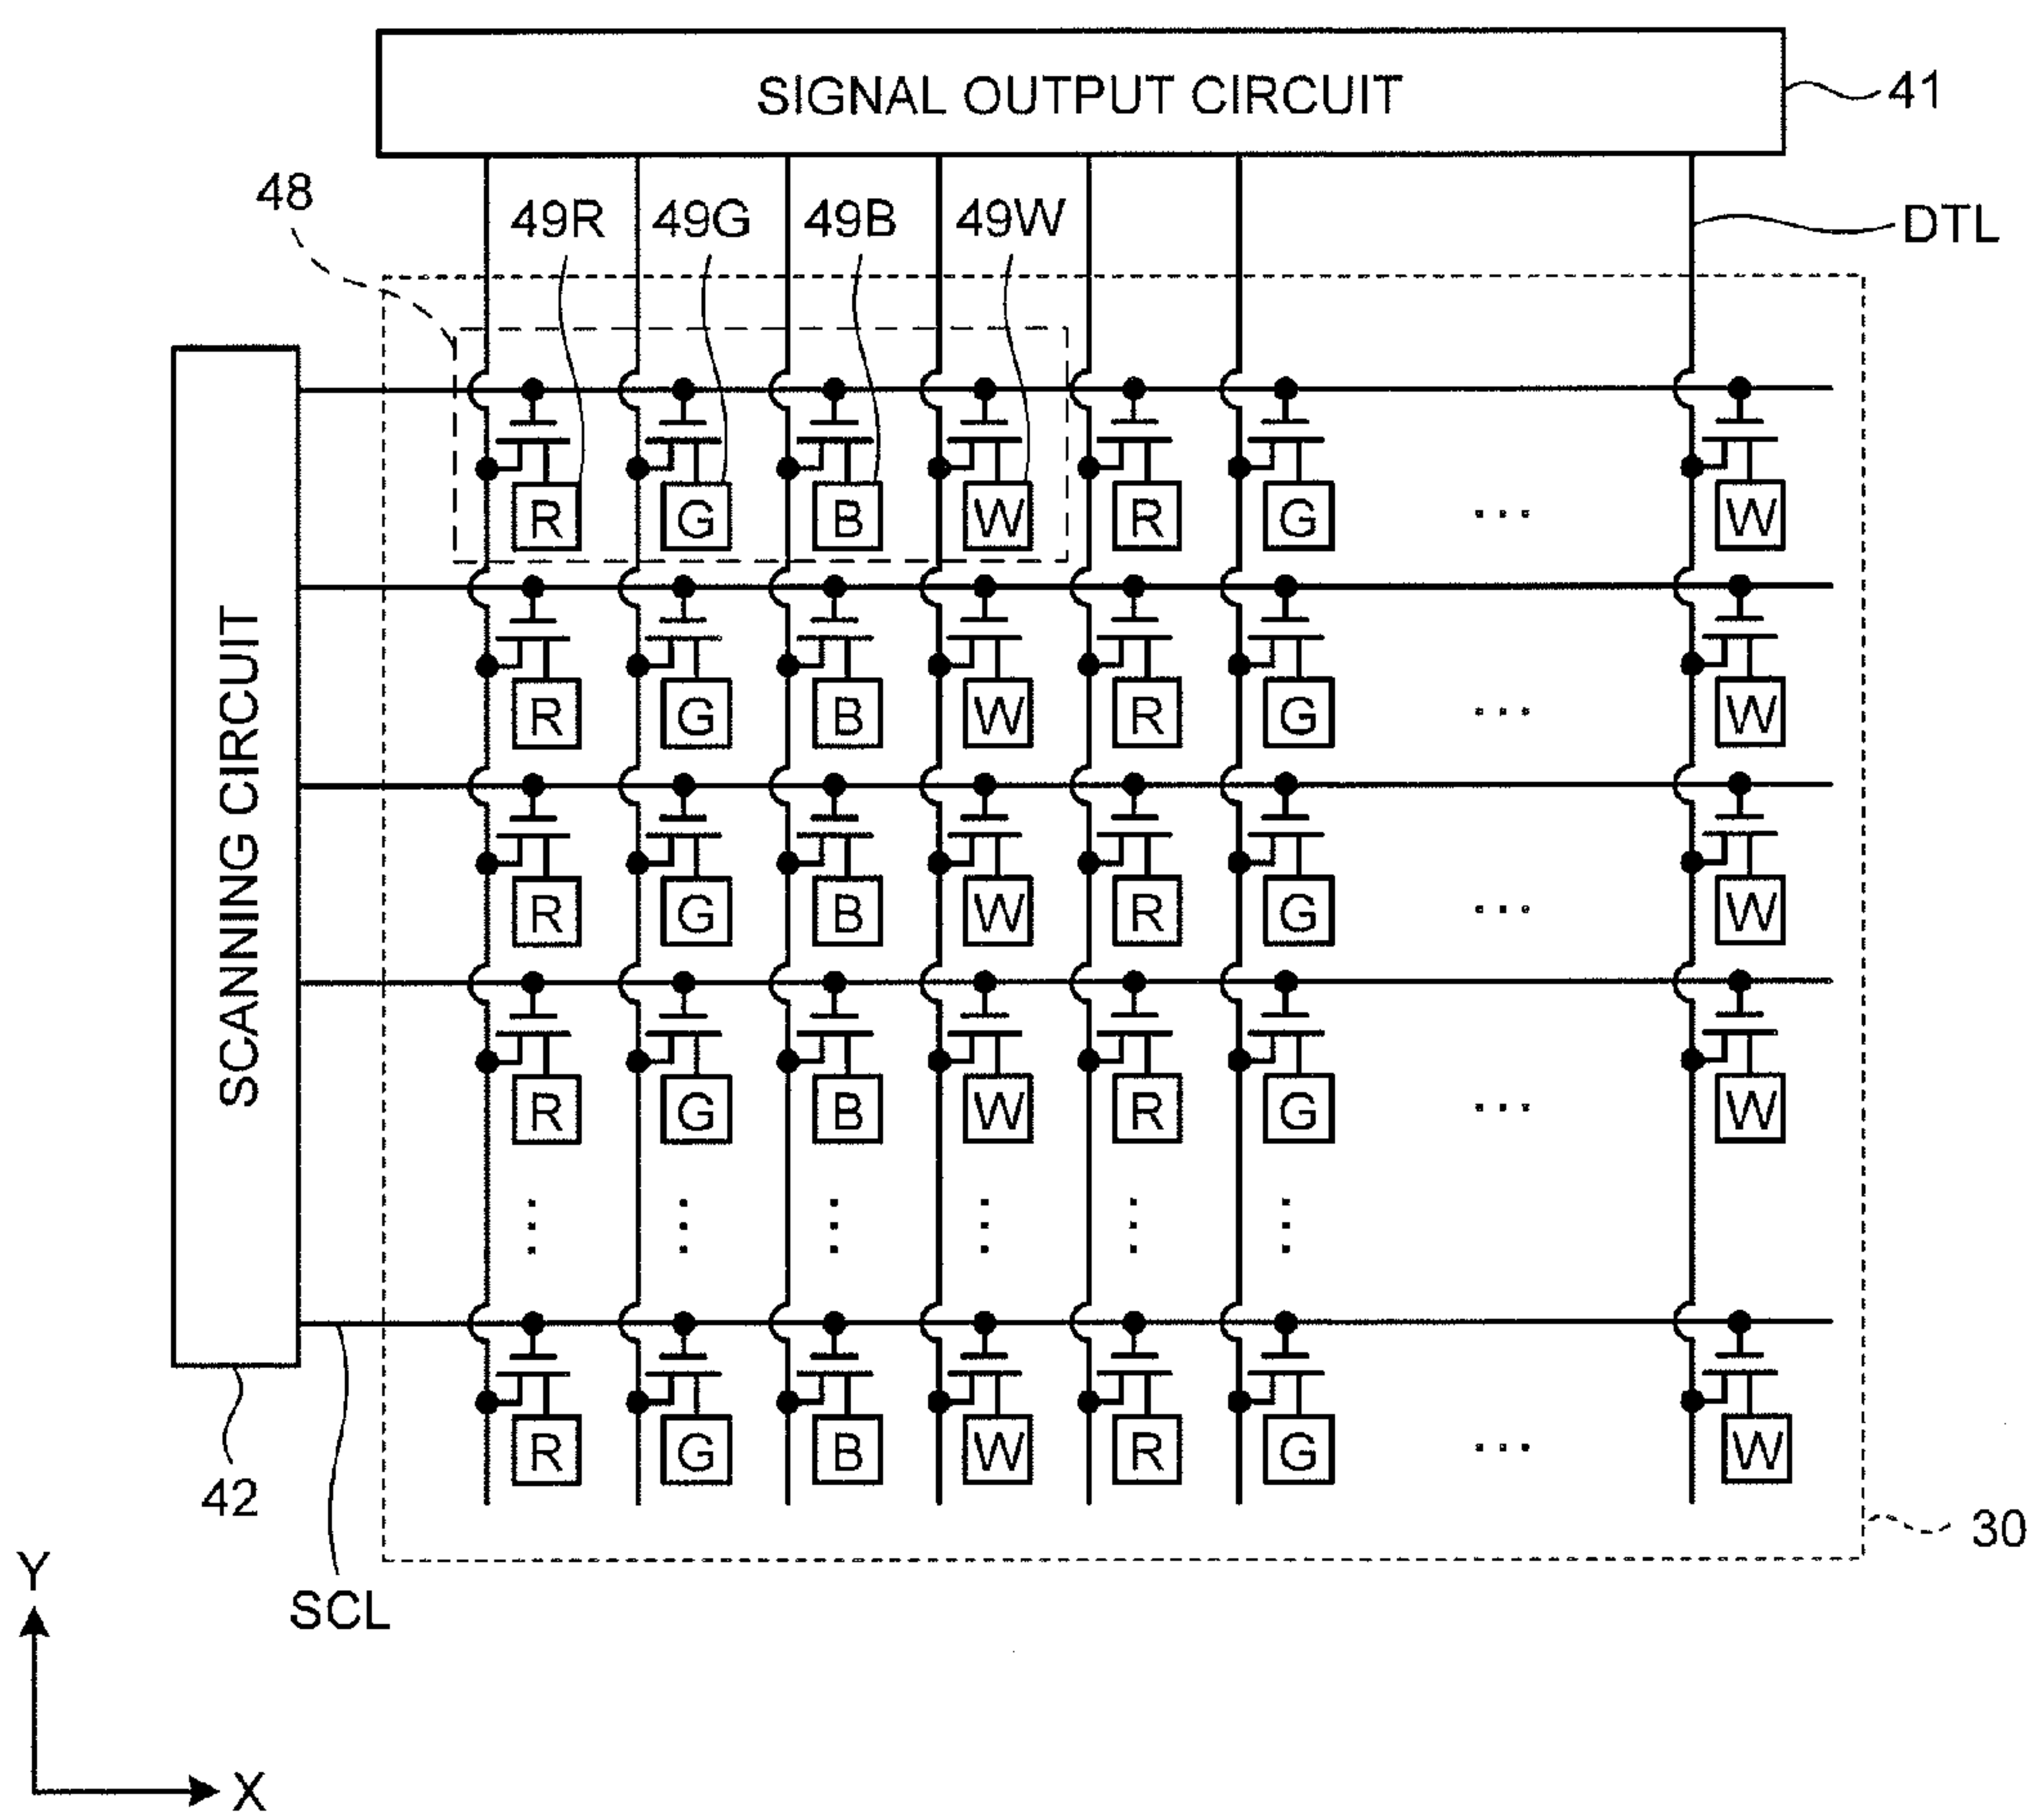 SIGNAL OUTPUT CIRCUIT
41
48
49R 49G 49B 49W
DTL
R G B W R G ... W
SCANNING CIRCUIT
R G B W R G ... W
R G B W R G ... W
R G B W R G ... W
R G B W R G ... W
42
30
SCL
Y
X